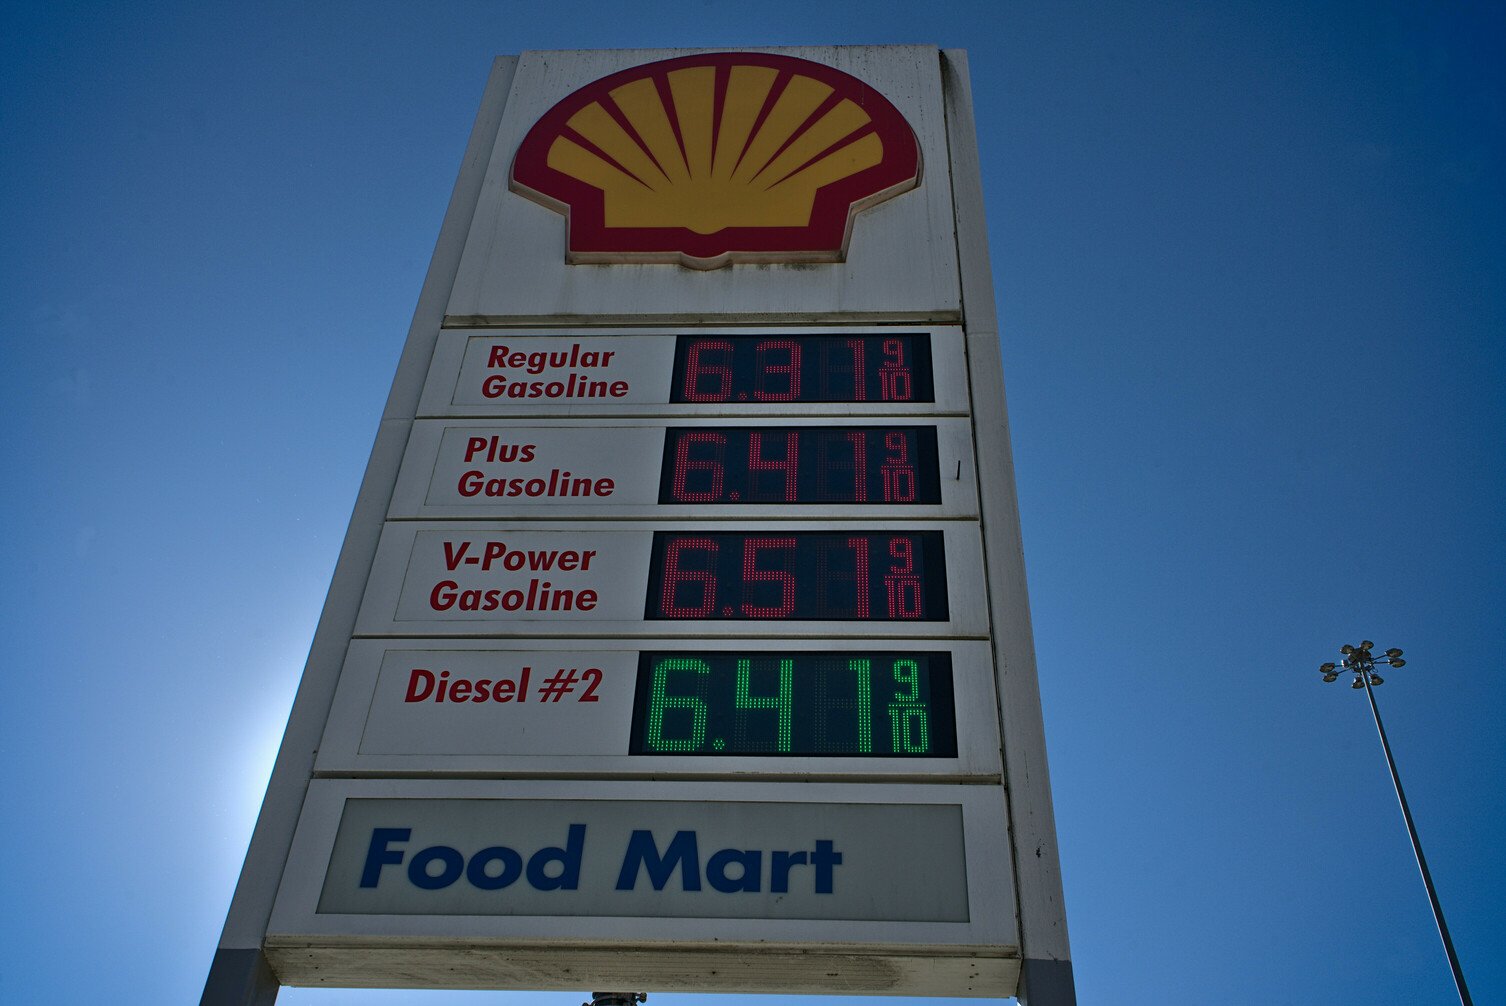 Regular
Gasoline
6.31 9/10
Plus
Gasoline
6.41 9/10
V-Power
Gasoline
6.51 9/10
Diesel #2
6.41 9/10
Food Mart